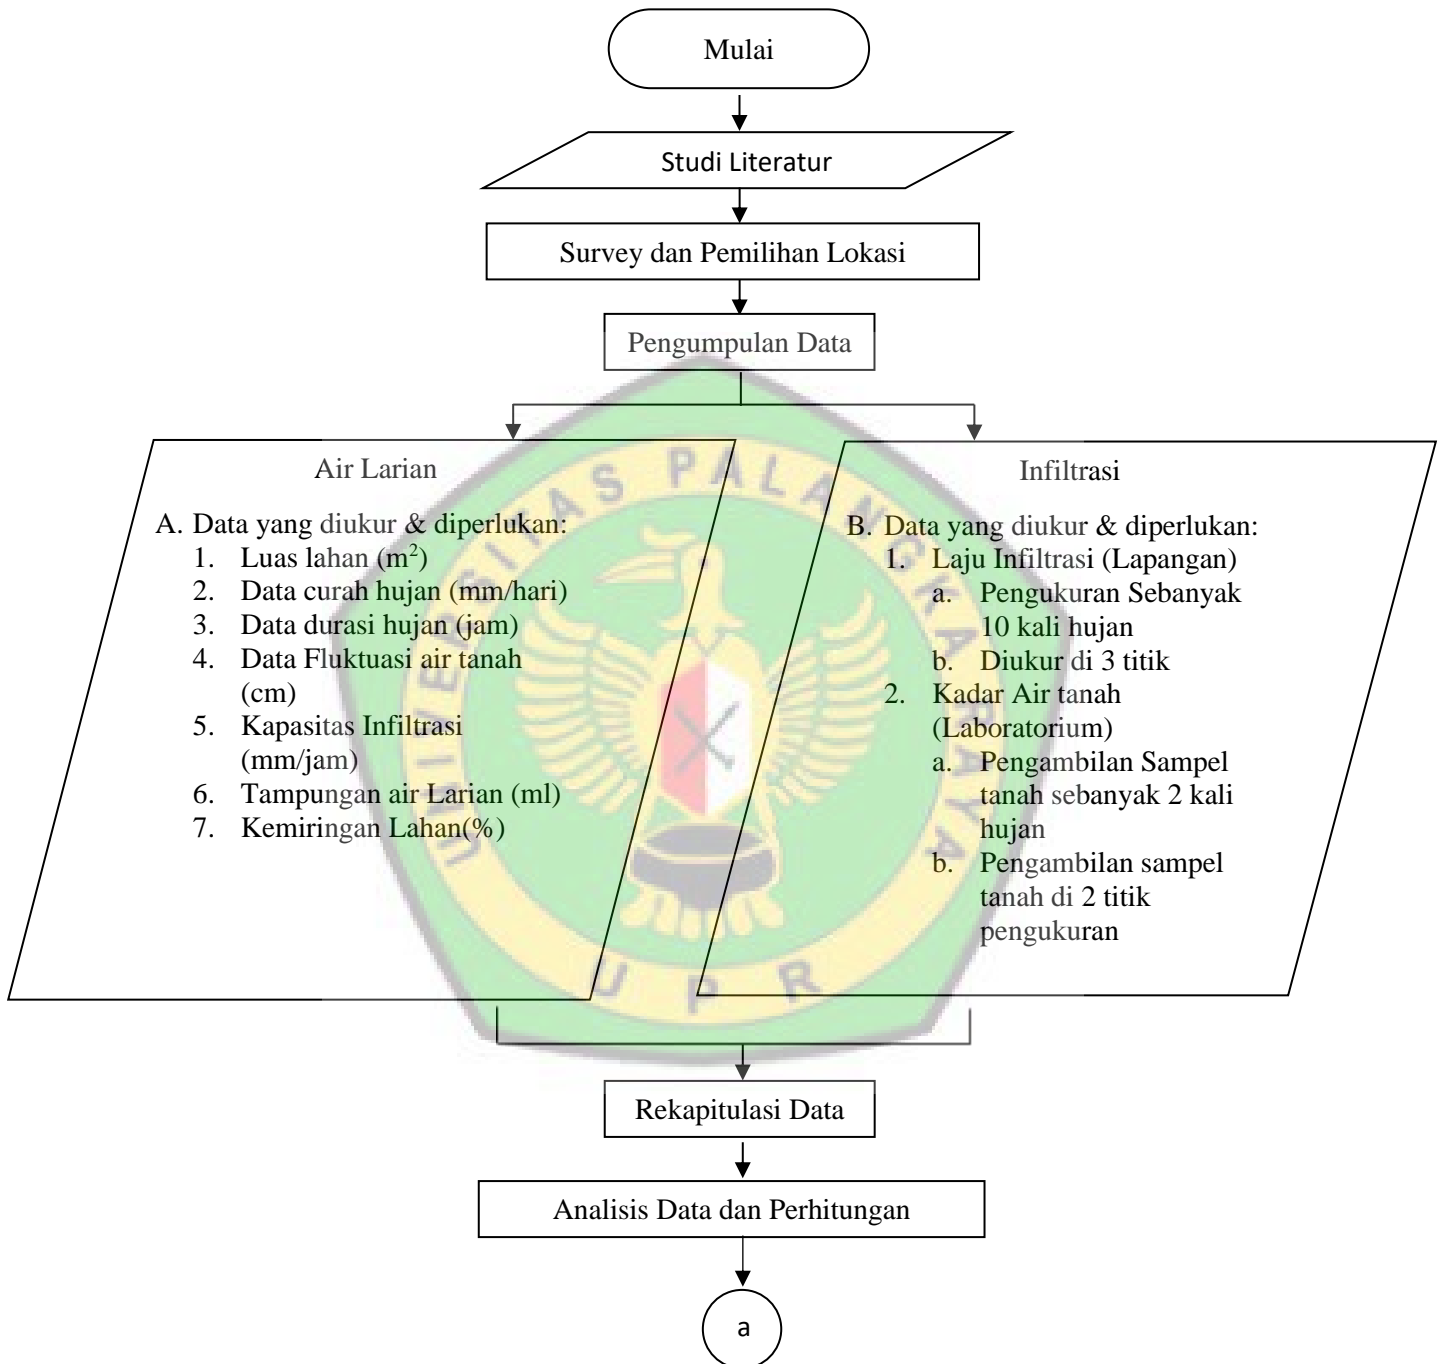 Mulai
Studi Literatur
Survey dan Pemilihan Lokasi
Pengumpulan Data
Air Larian
A. Data yang diukur & diperlukan:
1. Luas lahan (m²)
2. Data curah hujan (mm/hari)
3. Data durasi hujan (jam)
4. Data Fluktuasi air tanah
(cm)
5. Kapasitas Infiltrasi
(mm/jam)
6. Tampungan air Larian (ml)
7. Kemiringan Lahan(%)
Infiltrasi
B. Data yang diukur & diperlukan:
1. Laju Infiltrasi (Lapangan)
a. Pengukuran Sebanyak
10 kali hujan
b. Diukur di 3 titik
2. Kadar Air tanah
(Laboratorium)
a. Pengambilan Sampel
tanah sebanyak 2 kali
hujan
b. Pengambilan sampel
tanah di 2 titik
pengukuran
UNIVERSITAS PALANGKA RAYA
UPR
Rekapitulasi Data
Analisis Data dan Perhitungan
a